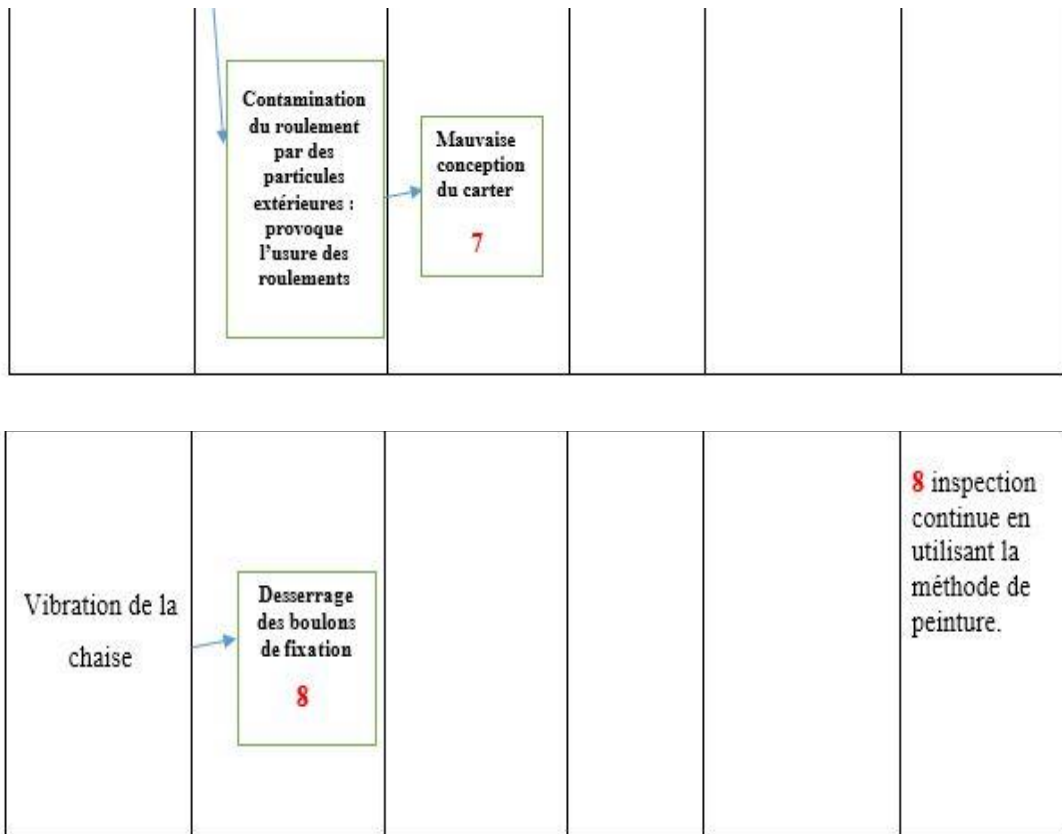 Contamination
du roulement
par des
particules
extérieures :
provoque
l'usure des
roulements
Mauvaise
conception
du carter
7
Vibration de la
chaise
Desserrage
des boulons
de fixation
8
8 inspection
continue en
utilisant la
méthode de
peinture.